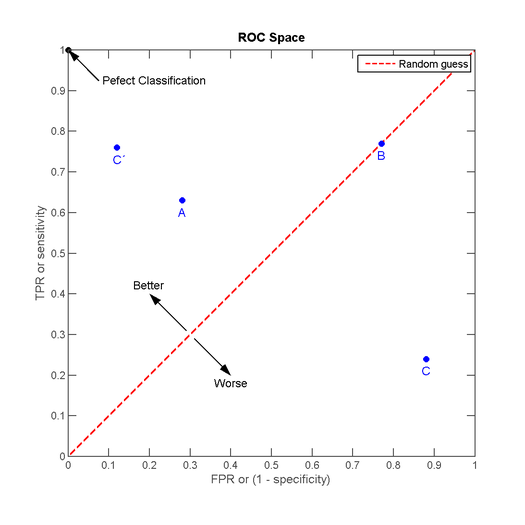 ROC Space
1
Random guess
Pefect Classification
0.9
0.8
C´
B
0.7
A
0.6
TPR or sensitivity
0.5
0.4
Better
0.3
Worse
0.2
C
0.1
0
0 0.1 0.2 0.3 0.4 0.5 0.6 0.7 0.8 0.9 1
FPR or (1 - specificity)